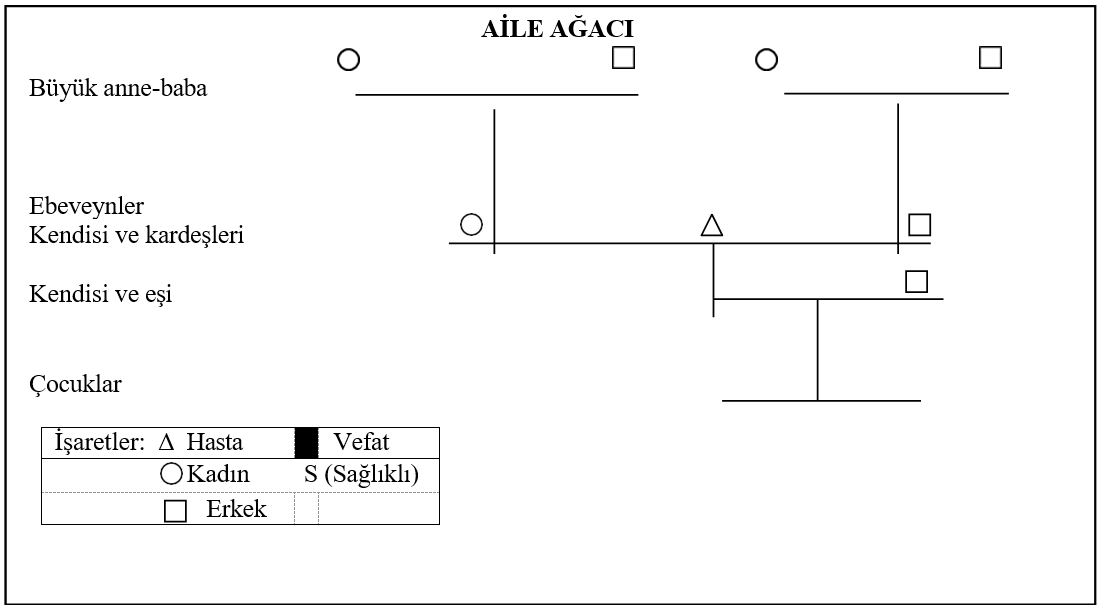 AİLE AĞACI
Büyük anne-baba
Ebeveynler
Kendisi ve kardeşleri
Kendisi ve eşi
Çocuklar
İşaretler: Δ Hasta Vefat
Kadın S (Sağlıklı)
Erkek